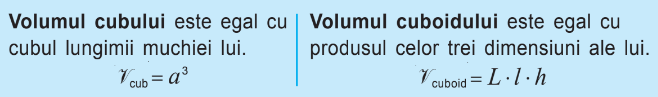 Volumul cubului este egal cu
cubul lungimii muchiei lui.
𝒱cub = a³
Volumul cuboidului este egal cu
produsul celor trei dimensiuni ale lui.
𝒱cuboid = L · l · h